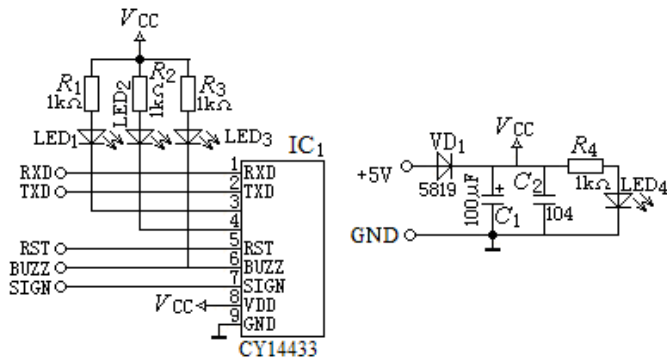 VCC
R1
1kΩ
LED2
R2
1kΩ
R3
1kΩ
LED1
LED3
IC1
RXD 1 RXD
TXD 2 TXD
3
4
RST 5 RST
BUZZ 6 BUZZ
SIGN 7 SIGN
VCC 8 VDD
9 GND
CY14433
VCC
VD1
+5V
5819
100μF
C1
C2
104
R4
1kΩ
LED4
GND